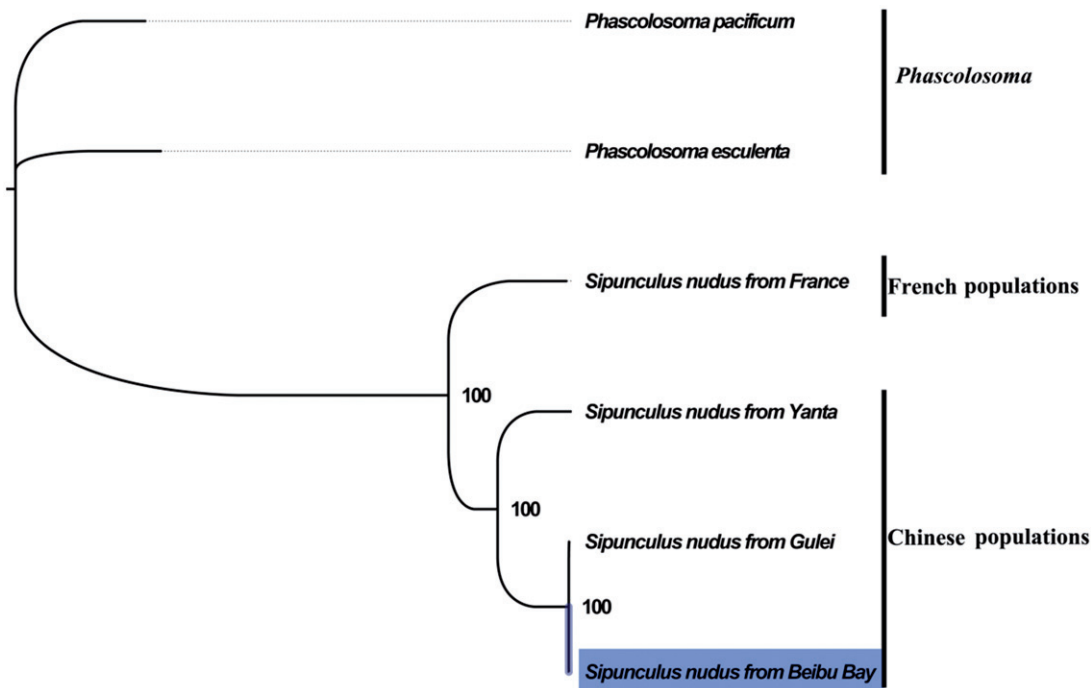 Phascolosoma pacificum
Phascolosoma
Phascolosoma esculenta
Sipunculus nudus from France
French populations
100
Sipunculus nudus from Yanta
100
Sipunculus nudus from Gulei
Chinese populations
100
Sipunculus nudus from Beibu Bay